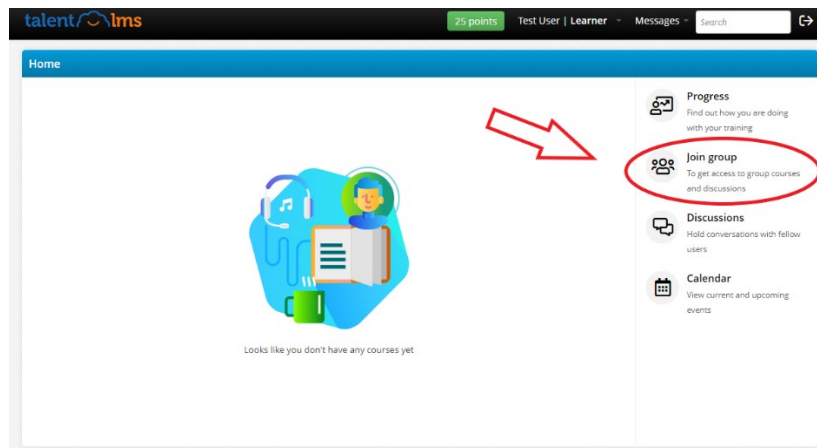 talentlms
25 points
Test User | Learner
Messages
Search
Home
Progress
Find out how you are doing
with your training
Join group
To get access to group courses
and discussions
Discussions
Hold conversations with fellow
users
Calendar
View current and upcoming
events
Looks like you don't have any courses yet